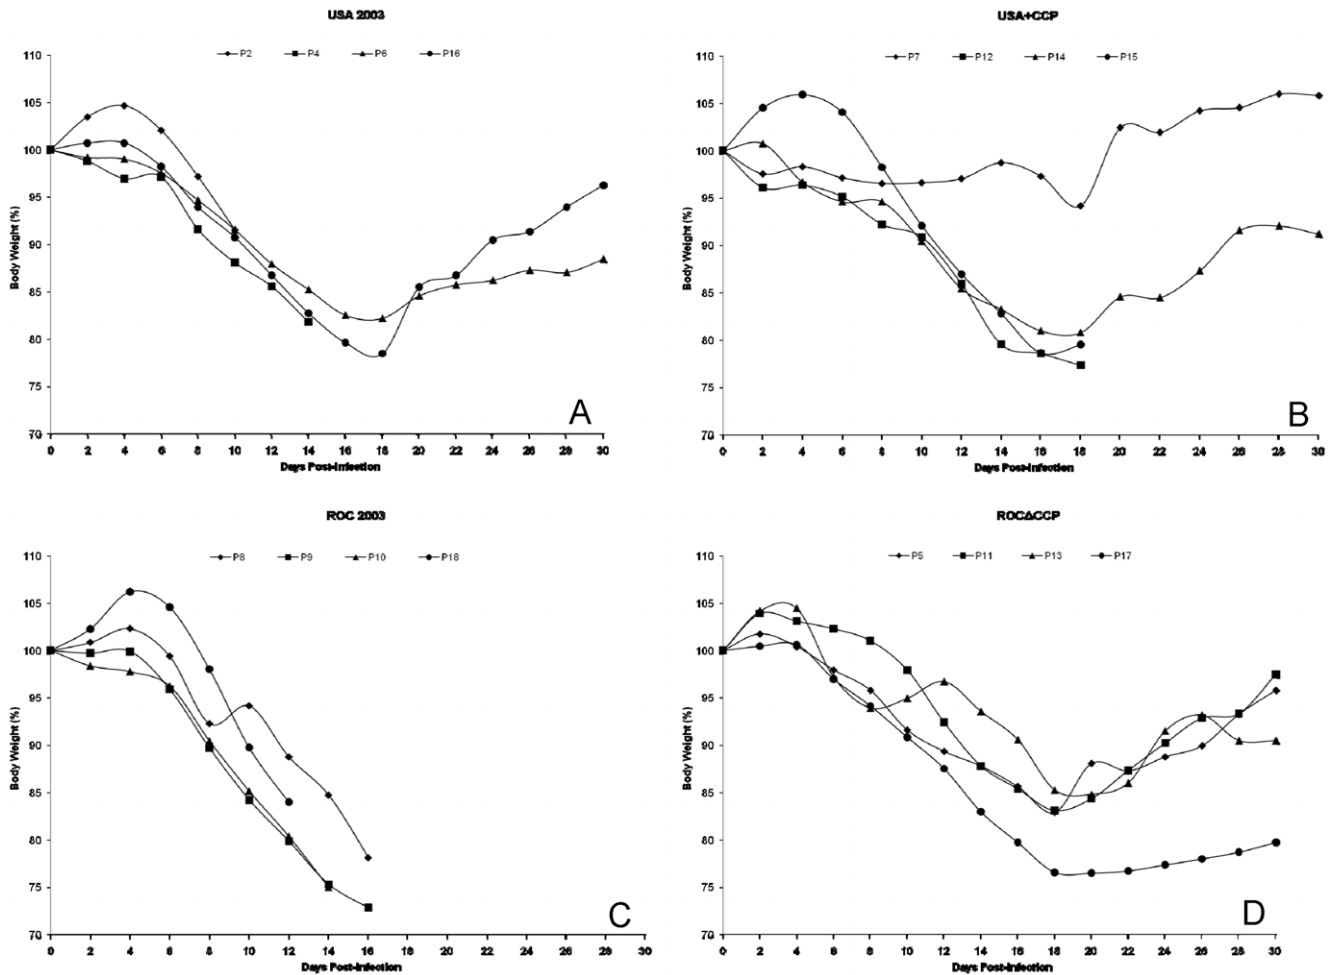 USA 2003
P2 P4 P6 P16
110
105
100
95
90
85
80
75
70
Body Weight (%)
0 2 4 6 8 10 12 14 16 18 20 22 24 26 28 30
Days Post-Infection
A
USA+CCP
P7 P12 P14 P15
110
105
100
95
90
85
80
75
70
Body Weight (%)
0 2 4 6 8 10 12 14 16 18 20 22 24 26 28 30
Days Post-Infection
B
ROC 2003
P8 P9 P10 P18
110
105
100
95
90
85
80
75
70
Body Weight (%)
0 2 4 6 8 10 12 14 16 18 20 22 24 26 28 30
Days Post-Infection
C
ROCΔCCP
P5 P11 P13 P17
110
105
100
95
90
85
80
75
70
Body Weight (%)
0 2 4 6 8 10 12 14 16 18 20 22 24 26 28 30
Days Post-Infection
D